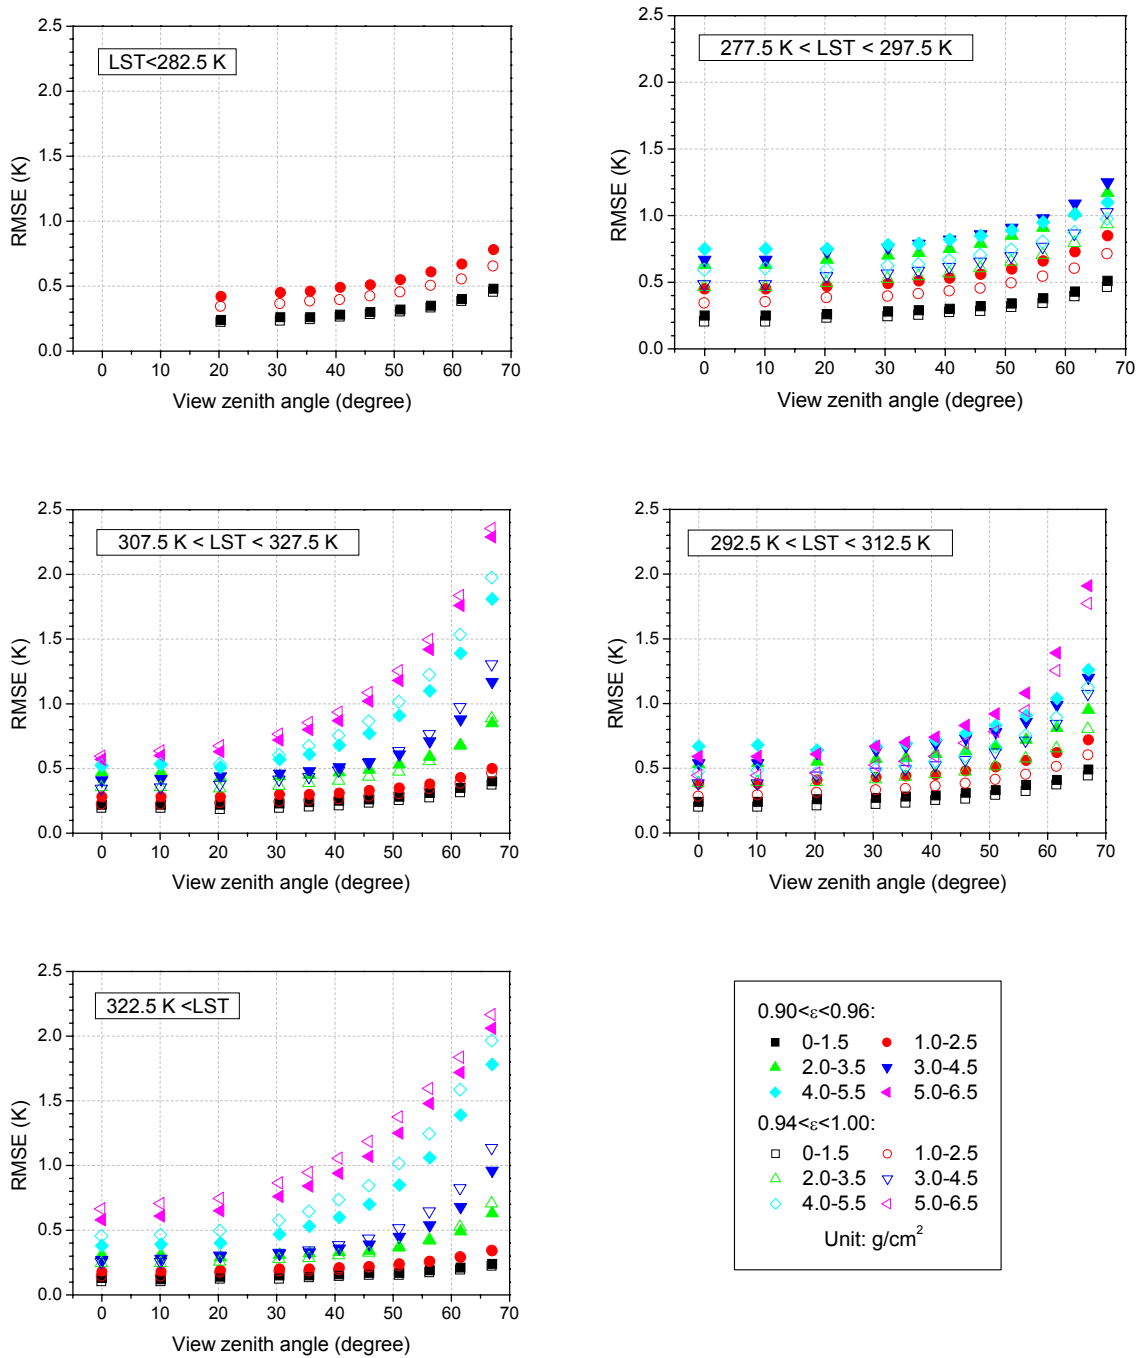 LST<282.5 K
RMSE (K)
2.5
2.0
1.5
1.0
0.5
0.0
0 10 20 30 40 50 60 70
View zenith angle (degree)
277.5 K < LST < 297.5 K
RMSE (K)
2.5
2.0
1.5
1.0
0.5
0.0
0 10 20 30 40 50 60 70
View zenith angle (degree)
307.5 K < LST < 327.5 K
RMSE (K)
2.5
2.0
1.5
1.0
0.5
0.0
0 10 20 30 40 50 60 70
View zenith angle (degree)
292.5 K < LST < 312.5 K
RMSE (K)
2.5
2.0
1.5
1.0
0.5
0.0
0 10 20 30 40 50 60 70
View zenith angle (degree)
322.5 K <LST
RMSE (K)
2.5
2.0
1.5
1.0
0.5
0.0
0 10 20 30 40 50 60 70
View zenith angle (degree)
0.90<ε<0.96:
0-1.5 1.0-2.5
2.0-3.5 3.0-4.5
4.0-5.5 5.0-6.5
0.94<ε<1.00:
0-1.5 1.0-2.5
2.0-3.5 3.0-4.5
4.0-5.5 5.0-6.5
Unit: g/cm²